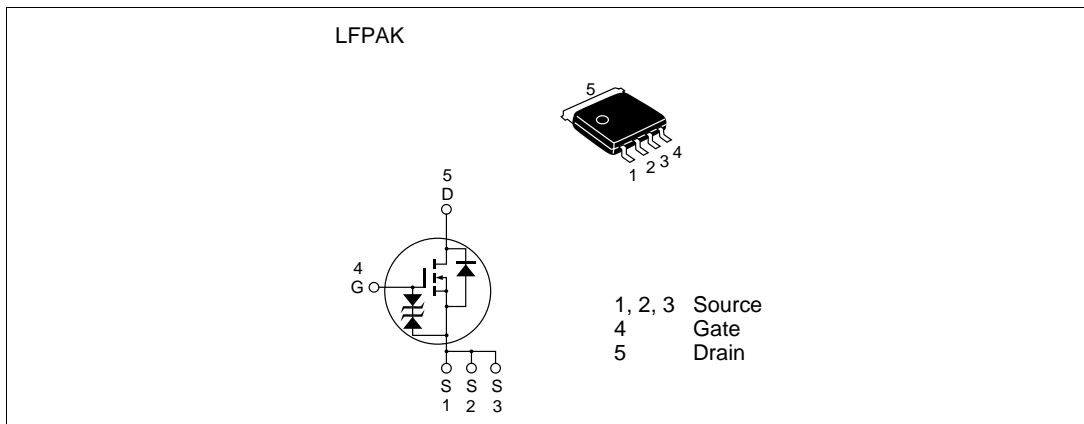 LFPAK
5
1 2 3 4
5
D
4
G
S S S
1 2 3
1, 2, 3 Source
4 Gate
5 Drain